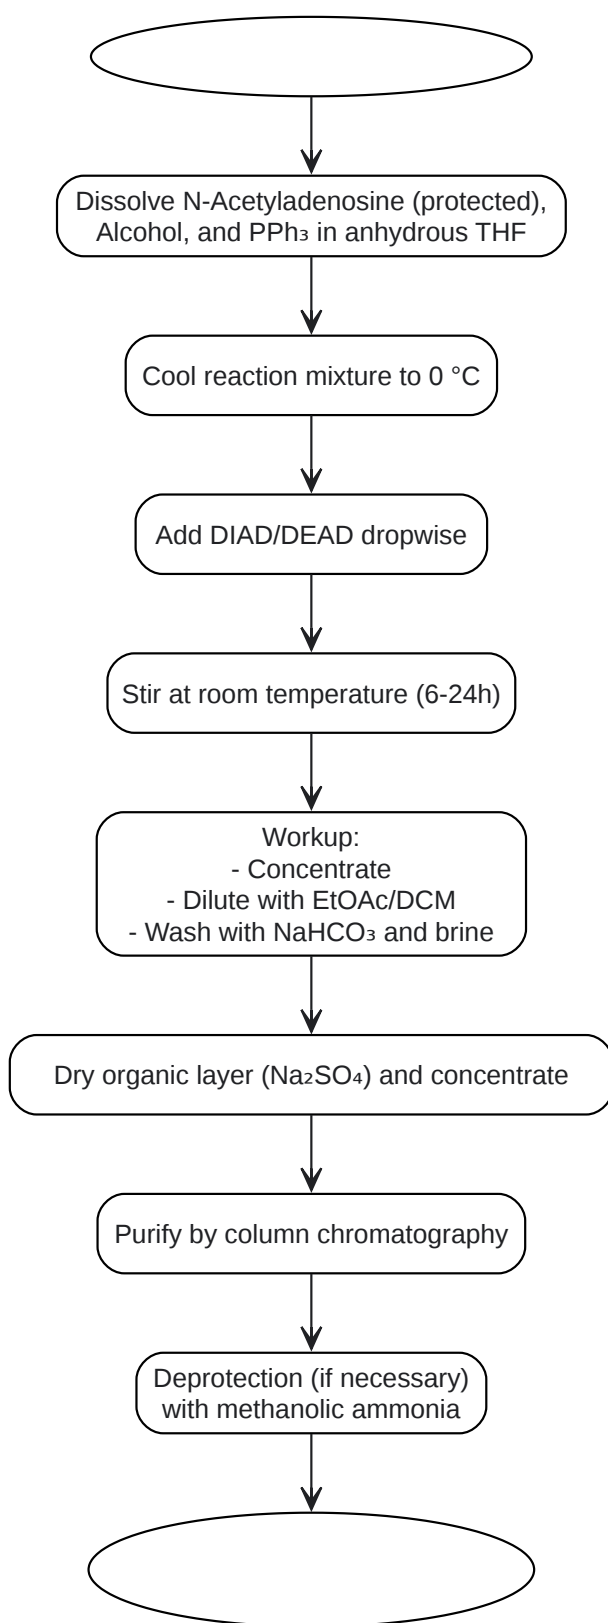 Dissolve N-Acetyladenosine (protected),
Alcohol, and PPh₃ in anhydrous THF
Cool reaction mixture to 0 °C
Add DIAD/DEAD dropwise
Stir at room temperature (6-24h)
Workup:
- Concentrate
- Dilute with EtOAc/DCM
- Wash with NaHCO₃ and brine
Dry organic layer (Na₂SO₄) and concentrate
Purify by column chromatography
Deprotection (if necessary)
with methanolic ammonia